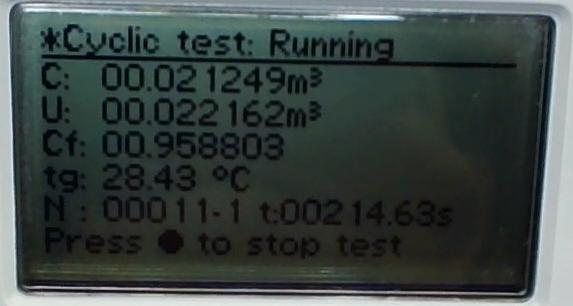 *Cyclic test: Running
C: 00.021249m³
U: 00.022162m³
Cf: 00.958803
tg: 28.43 °C
N : 00011-1 t:00214.63s
Press ● to stop test